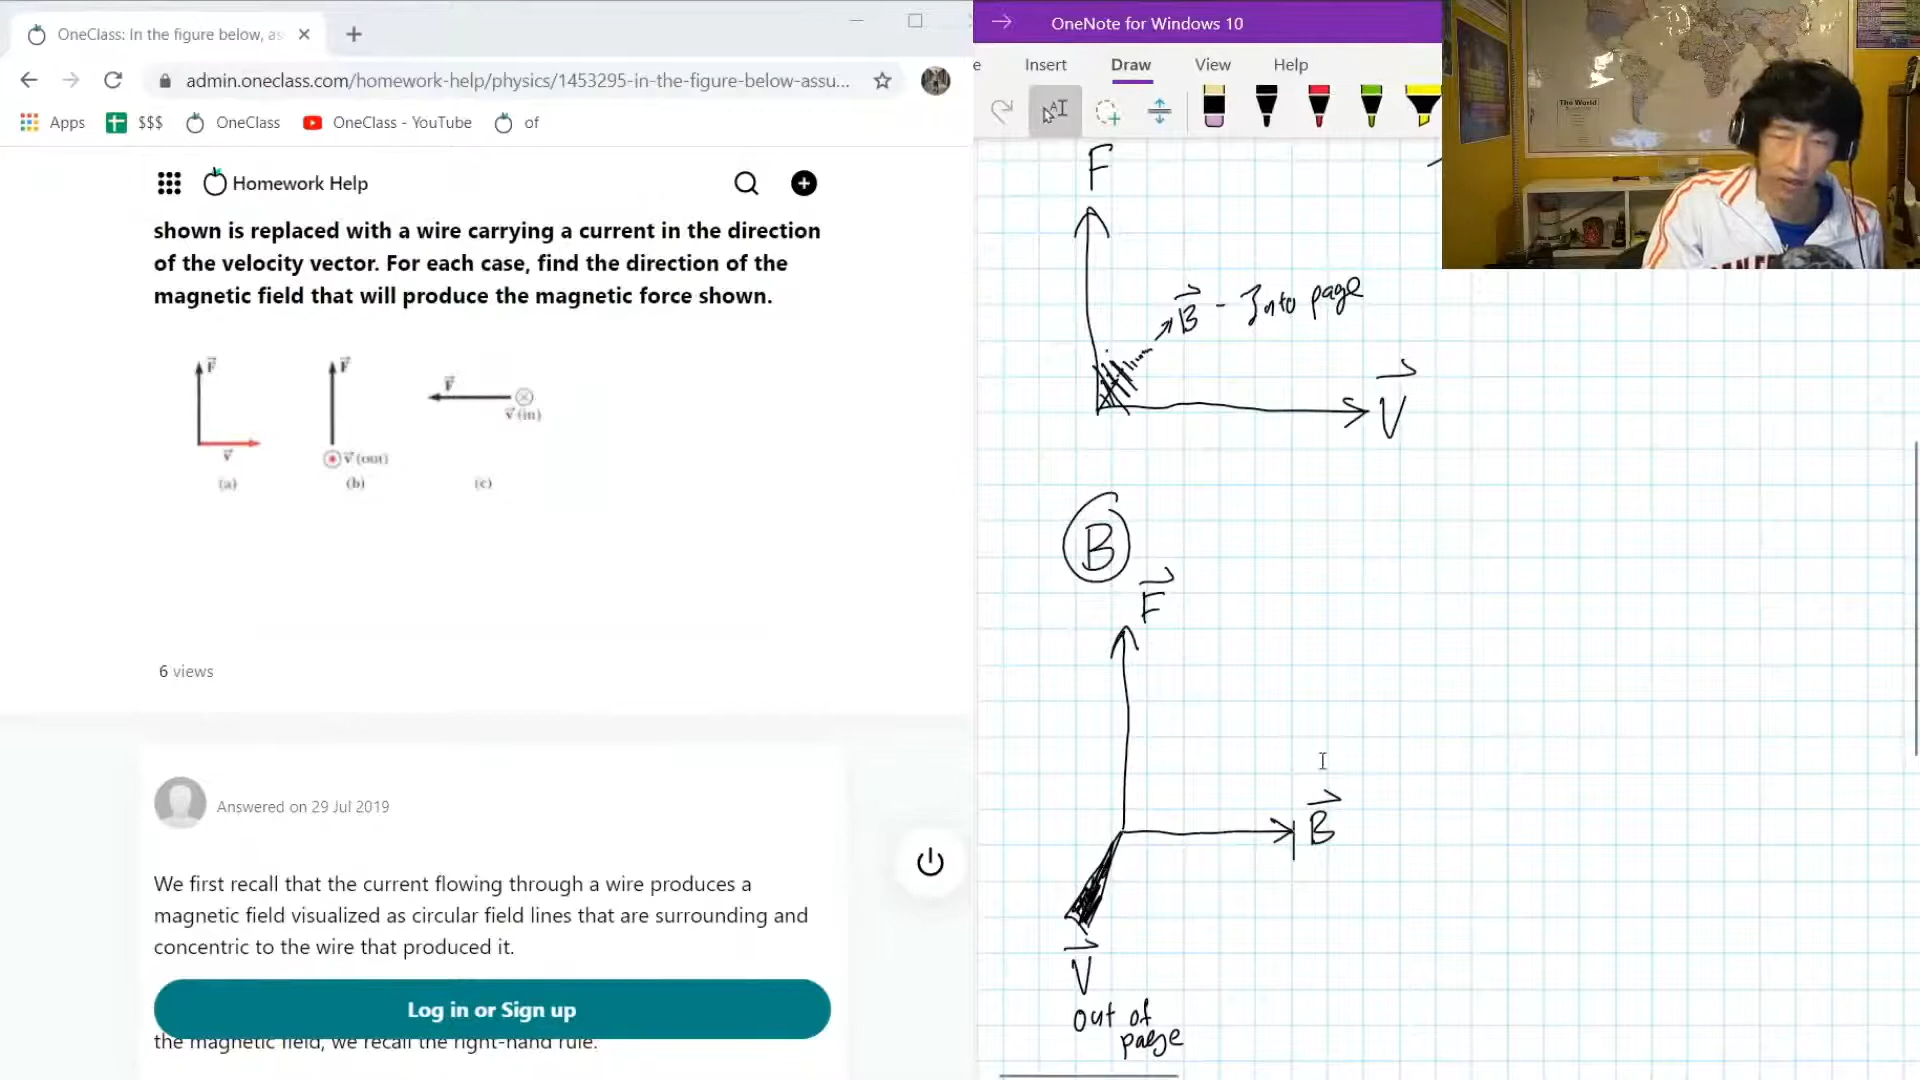 OneClass: In the figure below, as
admin.oneclass.com/homework-help/physics/1453295-in-the-figure-below-assu...
Apps
$$$
OneClass
OneClass - YouTube
of
Homework Help
shown is replaced with a wire carrying a current in the direction
of the velocity vector. For each case, find the direction of the
magnetic field that will produce the magnetic force shown.
F
F
F
v (in)
v
v (out)
(a)
(b)
(c)
6 views
Answered on 29 Jul 2019
We first recall that the current flowing through a wire produces a
magnetic field visualized as circular field lines that are surrounding and
concentric to the wire that produced it.
Log in or Sign up
the magnetic field, we recall the right-hand rule.
OneNote for Windows 10
Insert
Draw
View
Help
F
B - Into page
V
B
F
B
V
out of
page
The World